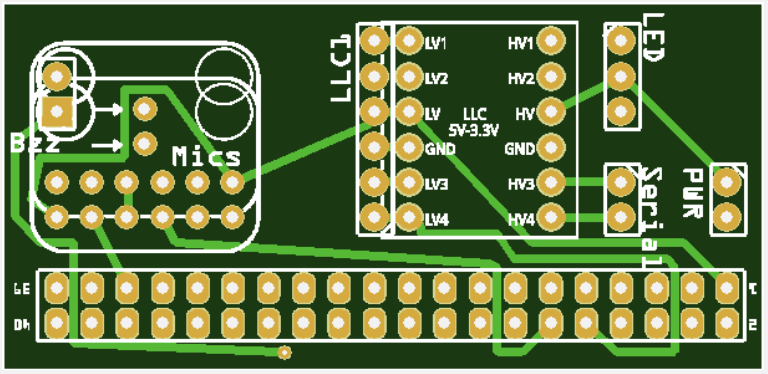 LLC1
LV1
LV2
LV
GND
LV3
LV4
LLC
5V-3.3V
HV1
HV2
HV
GND
HV3
HV4
LED
Bzz
Mics
Serial
PWR
39
40
1
2